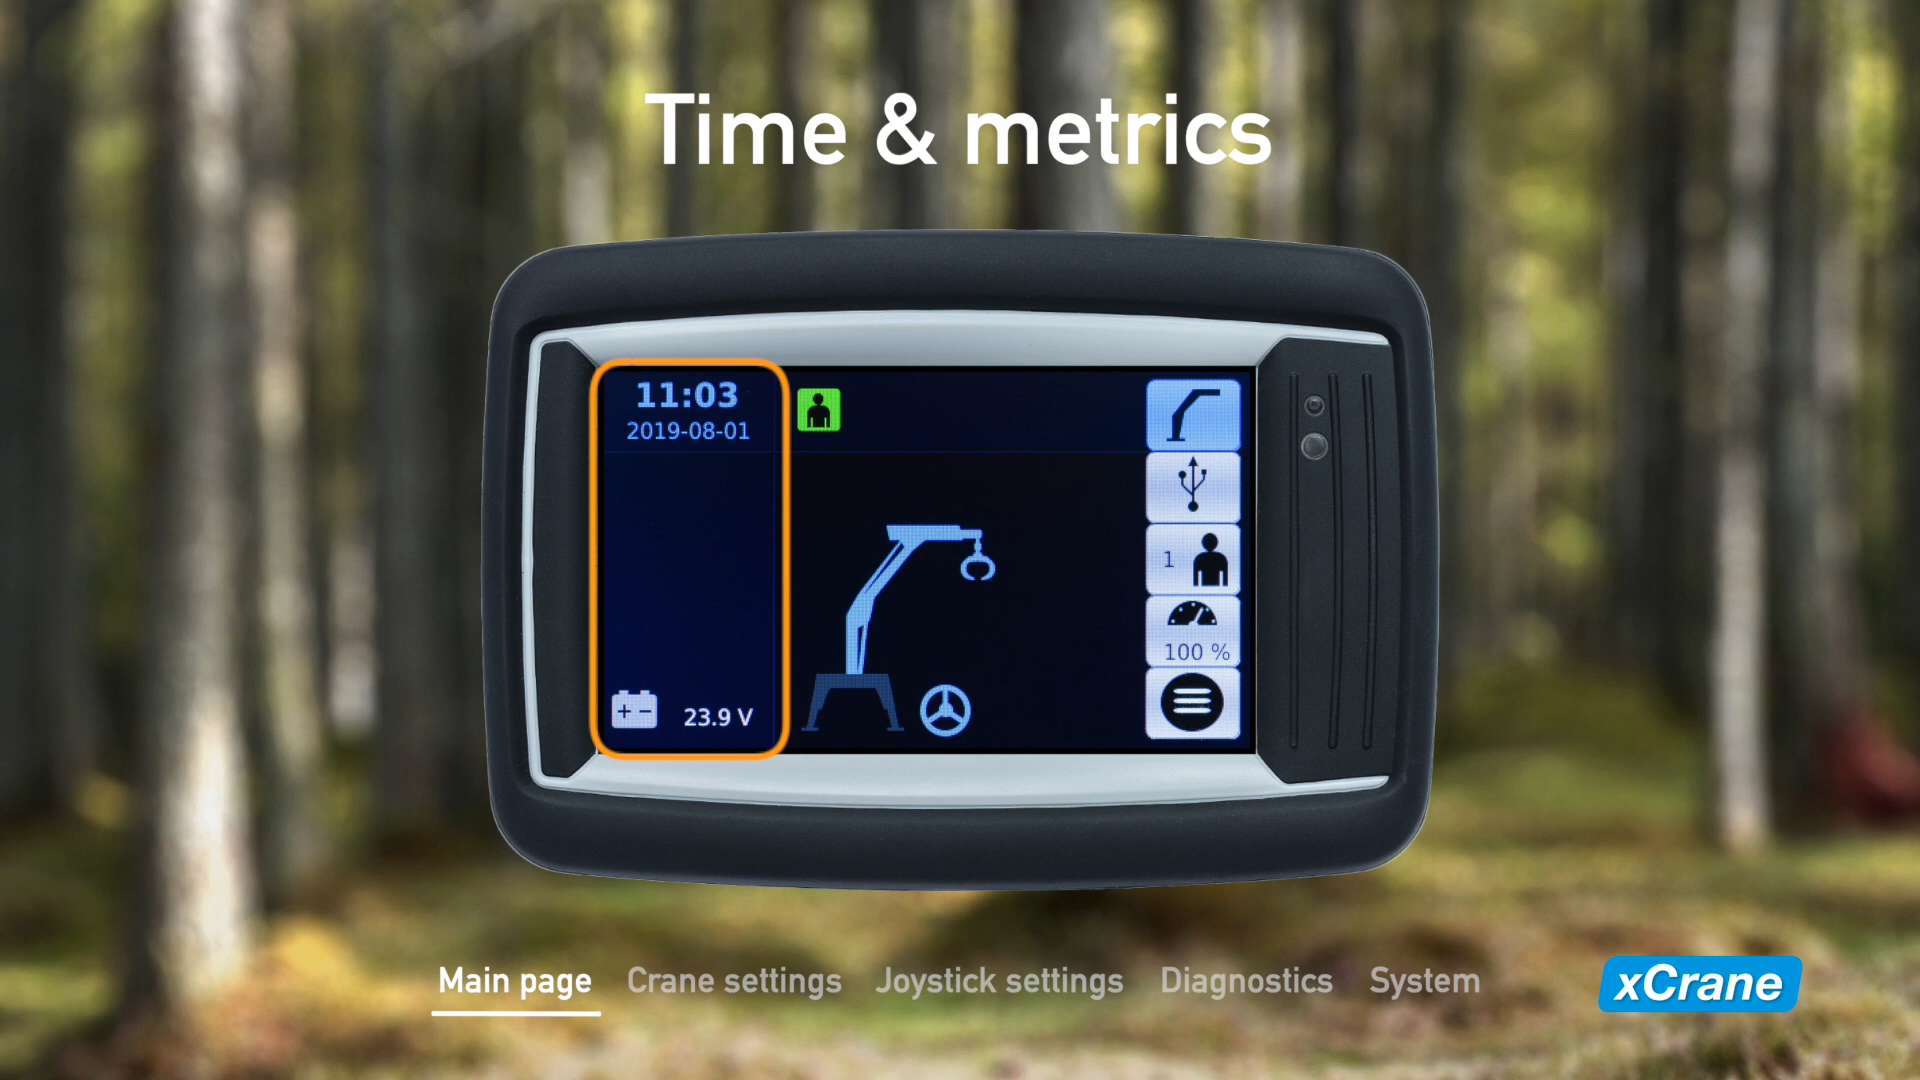 Time & metrics
11:03
2019-08-01
1
100 %
23.9 V
Main page Crane settings Joystick settings Diagnostics System
xCrane